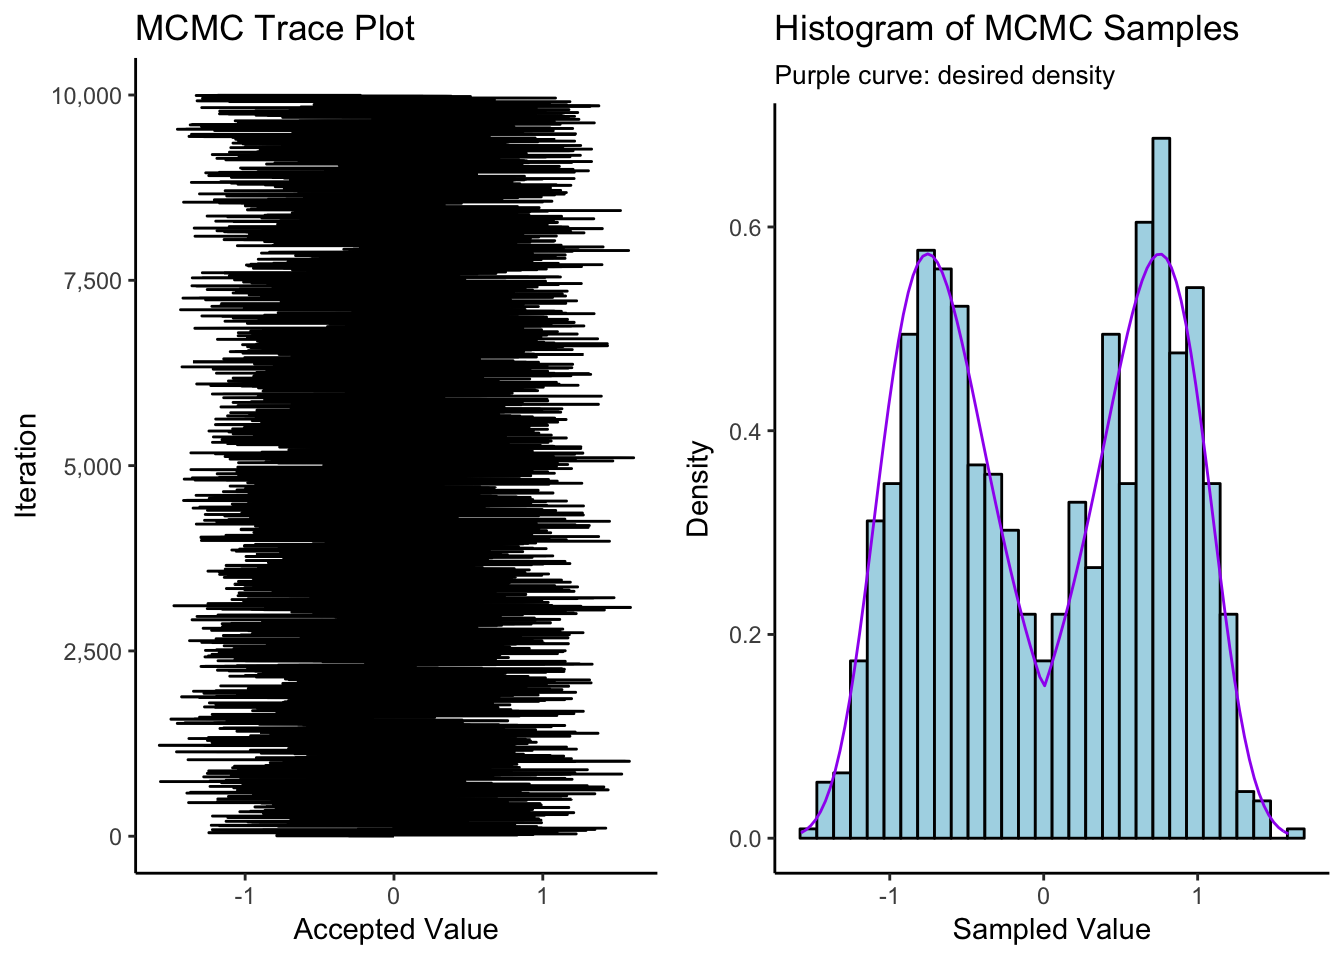 MCMC Trace Plot
10,000
7,500
5,000
2,500
0
Iteration
-1
0
1
Accepted Value
Histogram of MCMC Samples
Purple curve: desired density
0.6
0.4
0.2
0.0
Density
-1
0
1
Sampled Value